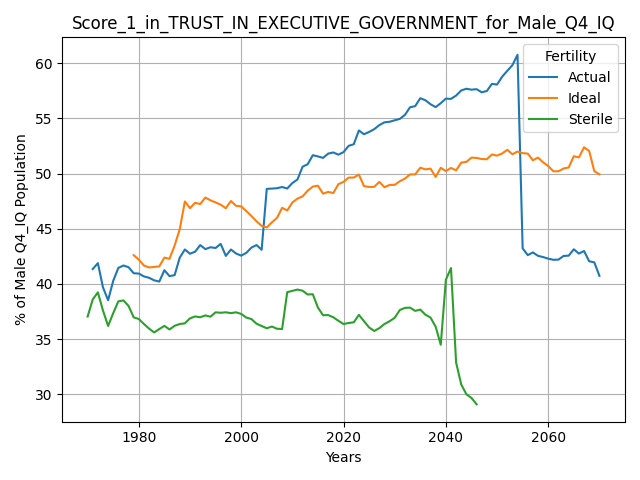 Score_1_in_TRUST_IN_EXECUTIVE_GOVERNMENT_for_Male_Q4_IQ
Fertility
Actual
Ideal
Sterile
% of Male Q4_IQ Population
60
55
50
45
40
35
30
1980
2000
2020
2040
2060
Years